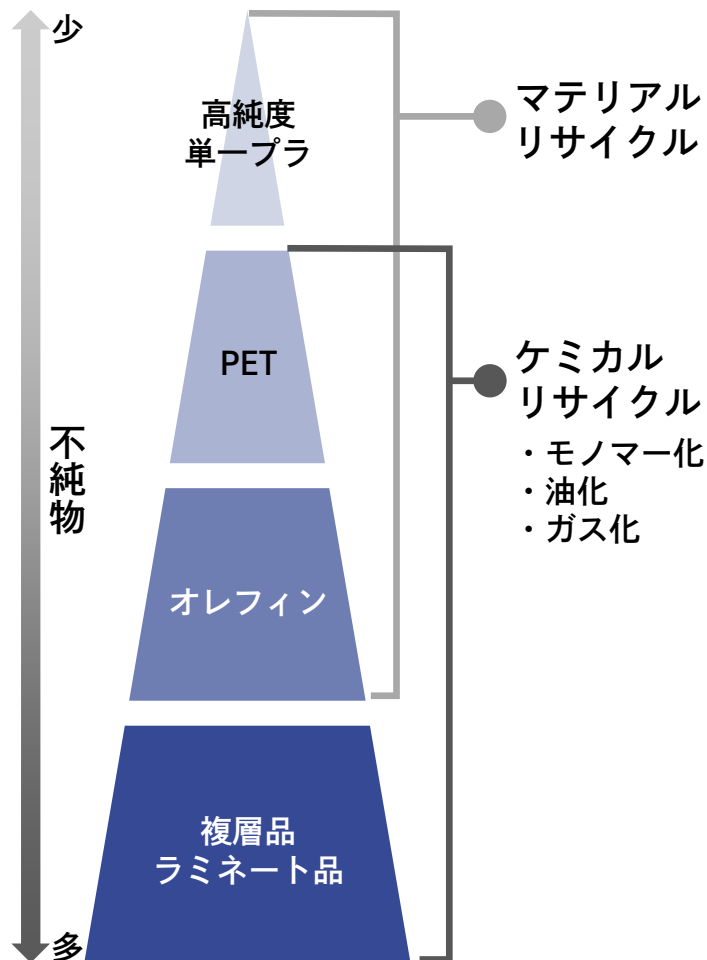 少
高純度
単一プラ
マテリアル
リサイクル
PET
ケミカル
リサイクル
・モノマー化
・油化
・ガス化
不純物
オレフィン
複層品
ラミネート品
多